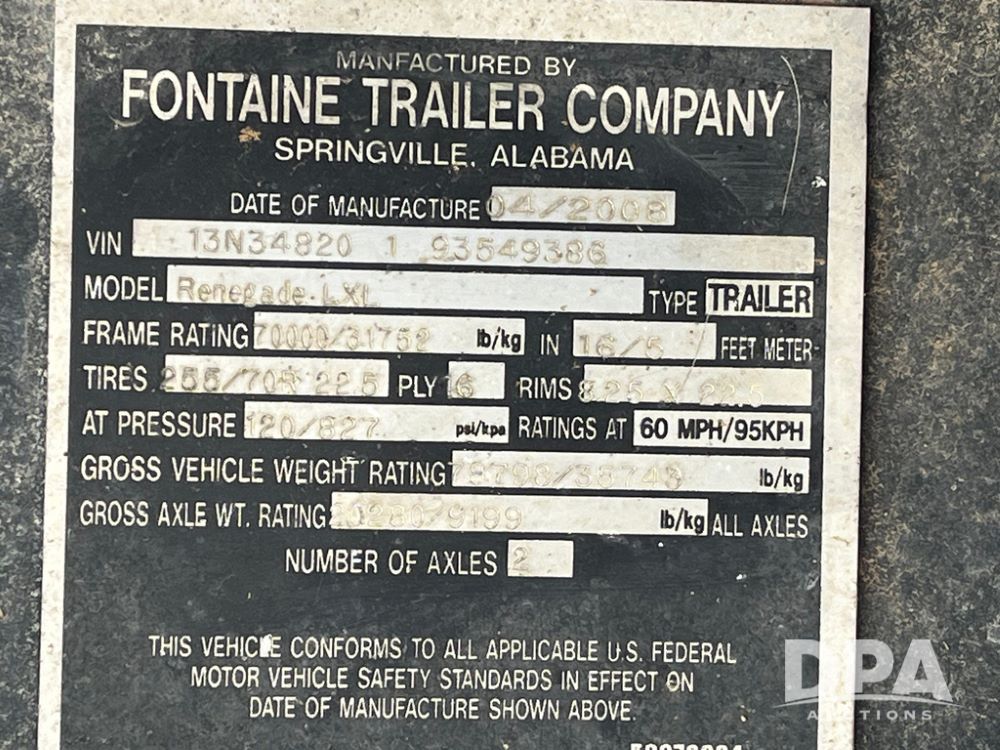 MANFACTURED BY
FONTAINE TRAILER COMPANY
SPRINGVILLE, ALABAMA
DATE OF MANUFACTURE 04/2008
VIN 13N34820 1 93549386
MODEL Renegade LXL TYPE TRAILER
FRAME RATING 70000/31752 lb/kg IN 16/5 FEET METER
TIRES 255/70R 22.5 PLY 16 RIMS 8.25 X 22.5
AT PRESSURE 120/827 psi/kpa RATINGS AT 60 MPH/95KPH
GROSS VEHICLE WEIGHT RATING lb/kg
GROSS AXLE WT. RATING 20280/9199 lb/kg ALL AXLES
NUMBER OF AXLES 2
THIS VEHICLE CONFORMS TO ALL APPLICABLE U.S. FEDERAL
MOTOR VEHICLE SAFETY STANDARDS IN EFFECT ON
DATE OF MANUFACTURE SHOWN ABOVE.
DPA
AUCTIONS